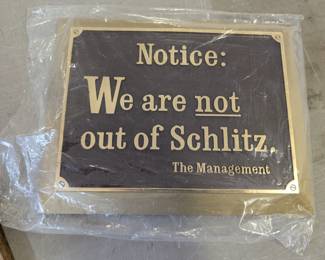 Notice:
We are not
out of Schlitz.
The Management